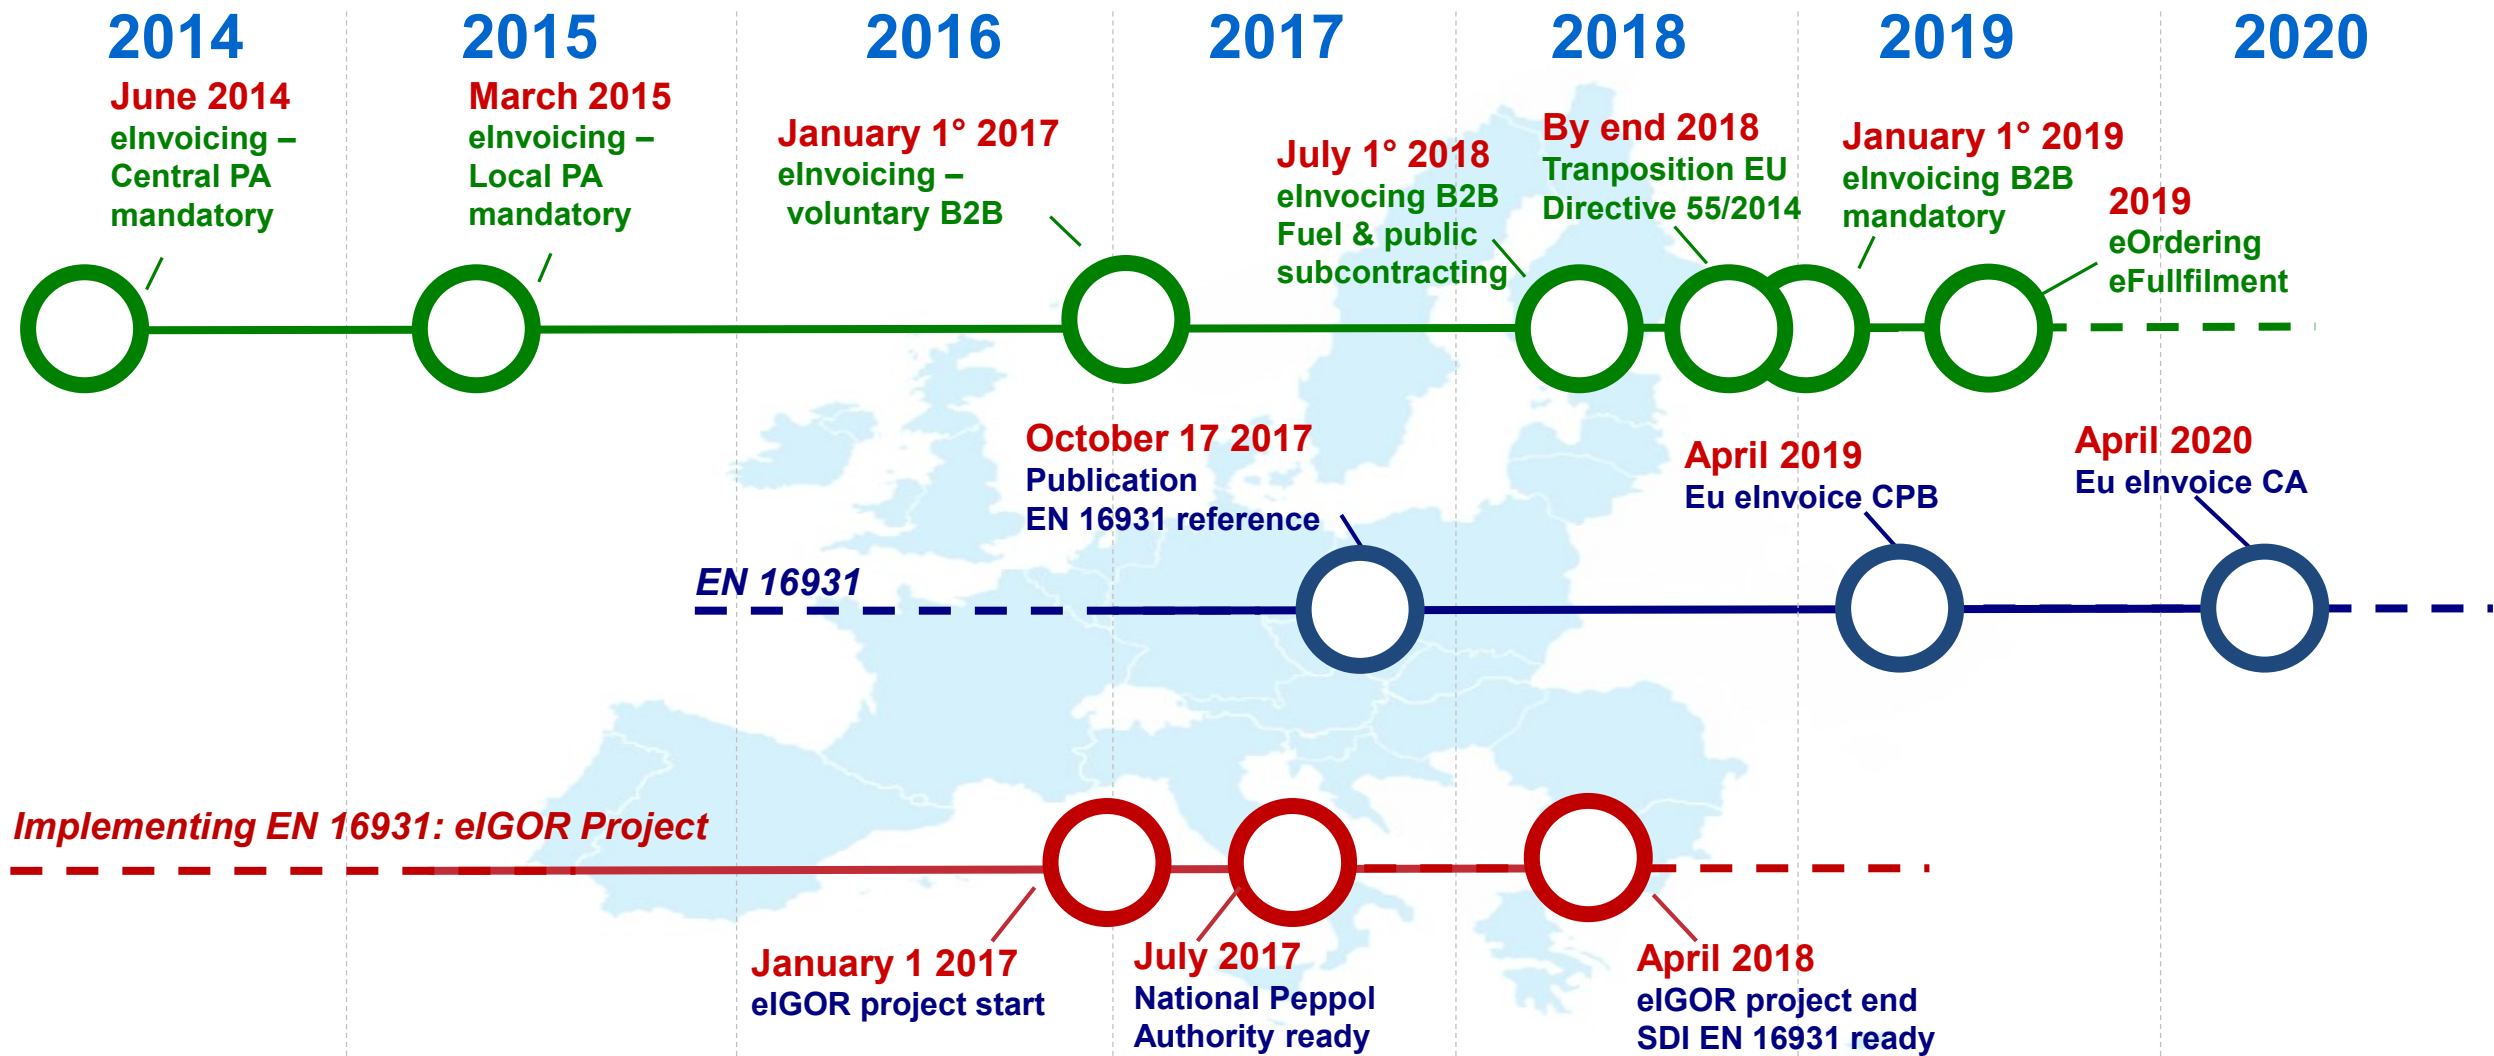 2014
2015
2016
2017
2018
2019
2020
June 2014
eInvoicing –
Central PA
mandatory
March 2015
eInvoicing –
Local PA
mandatory
January 1° 2017
eInvoicing –
voluntary B2B
July 1° 2018
eInvocing B2B
Fuel & public
subcontracting
By end 2018
Tranposition EU
Directive 55/2014
January 1° 2019
eInvoicing B2B
mandatory
2019
eOrdering
eFullfilment
October 17 2017
Publication
EN 16931 reference
April 2019
Eu eInvoice CPB
April 2020
Eu eInvoice CA
EN 16931
Implementing EN 16931: eIGOR Project
January 1 2017
eIGOR project start
July 2017
National Peppol
Authority ready
April 2018
eIGOR project end
SDI EN 16931 ready